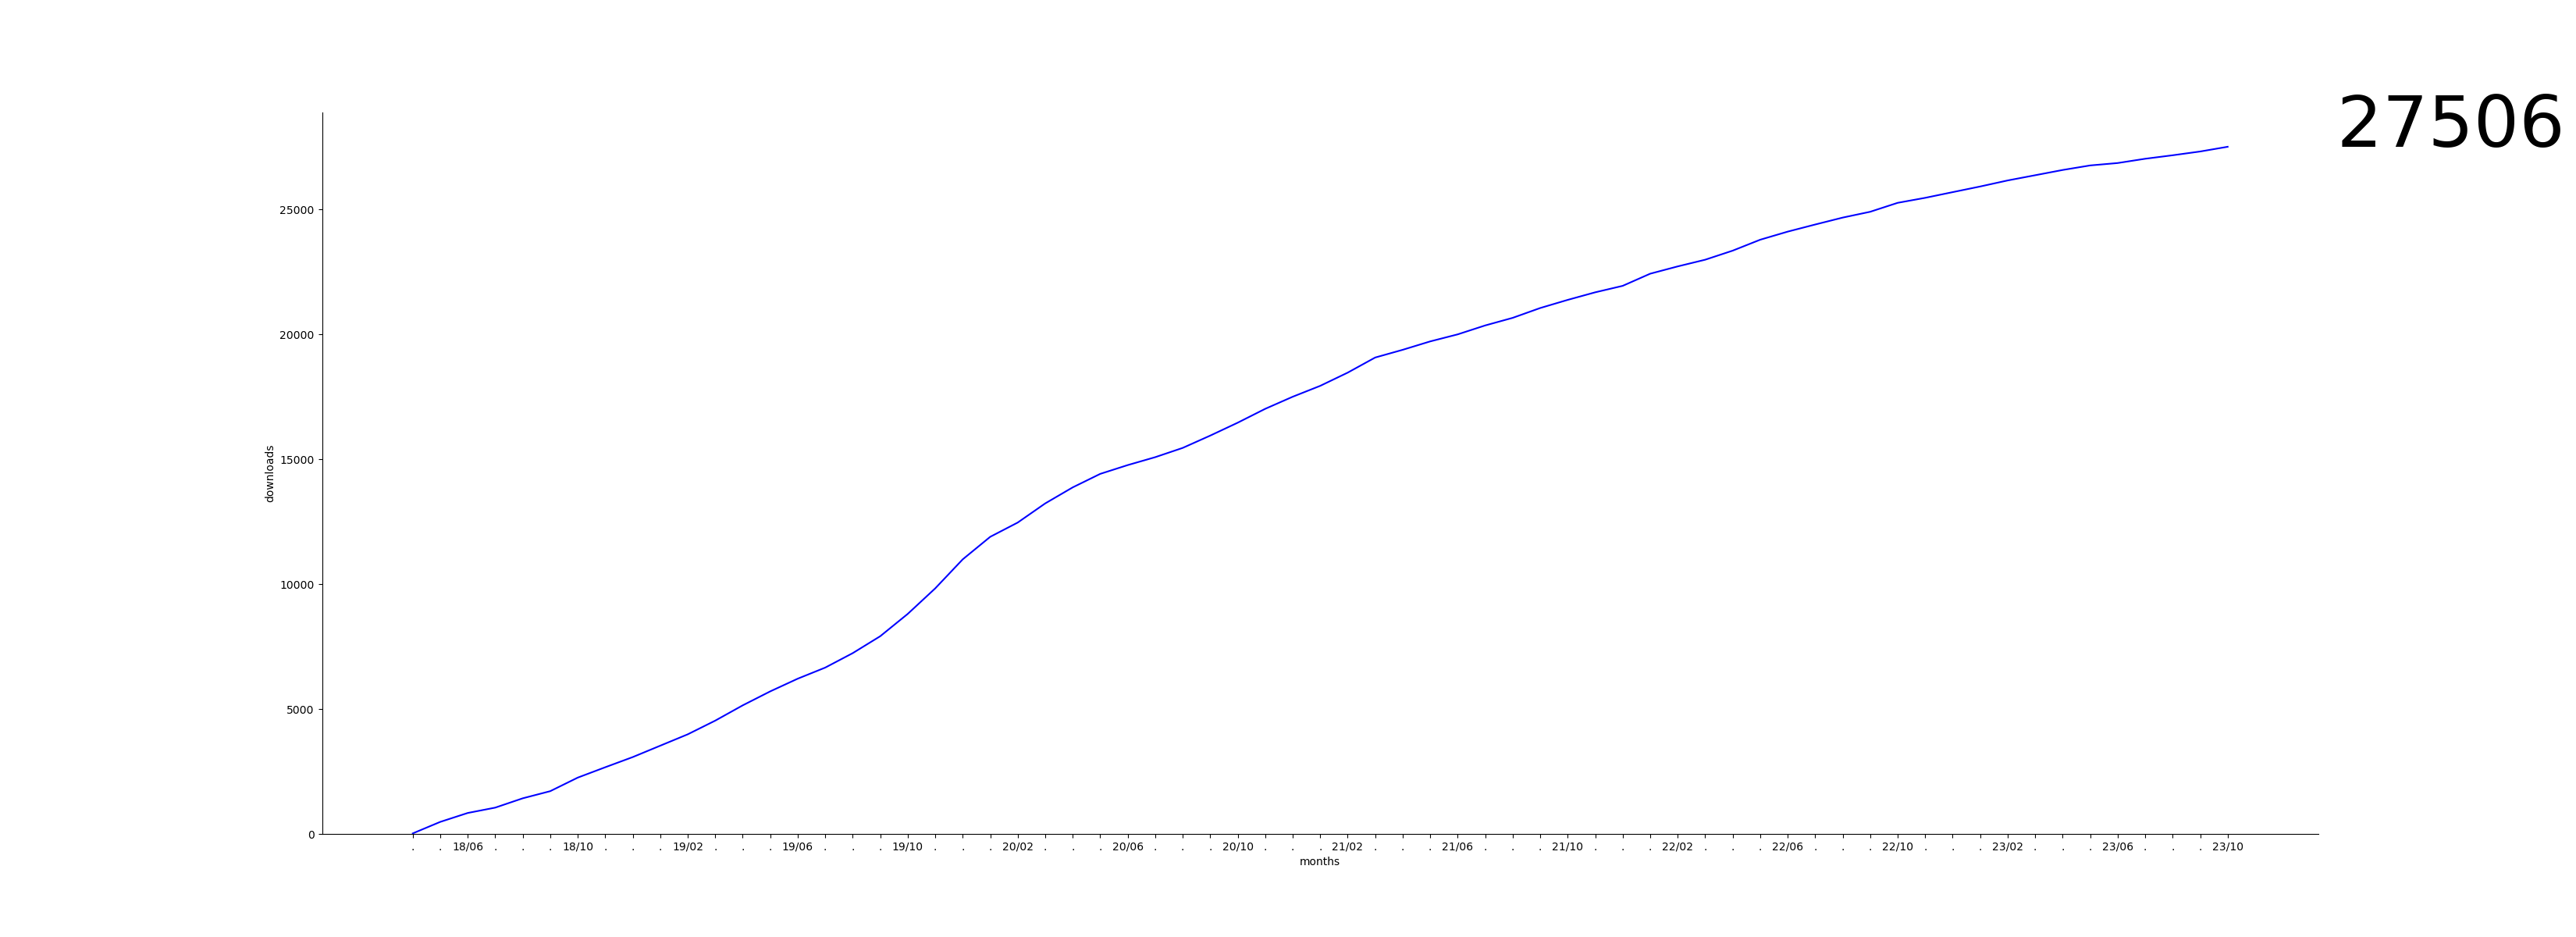 27506
25000
20000
15000
10000
5000
0
downloads
. . 18/06 . . . 18/10 . . . 19/02 . . . 19/06 . . . 19/10 . . . 20/02 . . . 20/06 . . . 20/10 . . . 21/02 . . . 21/06 . . . 21/10 . . . 22/02 . . . 22/06 . . . 22/10 . . . 23/02 . . . 23/06 . . . 23/10
months